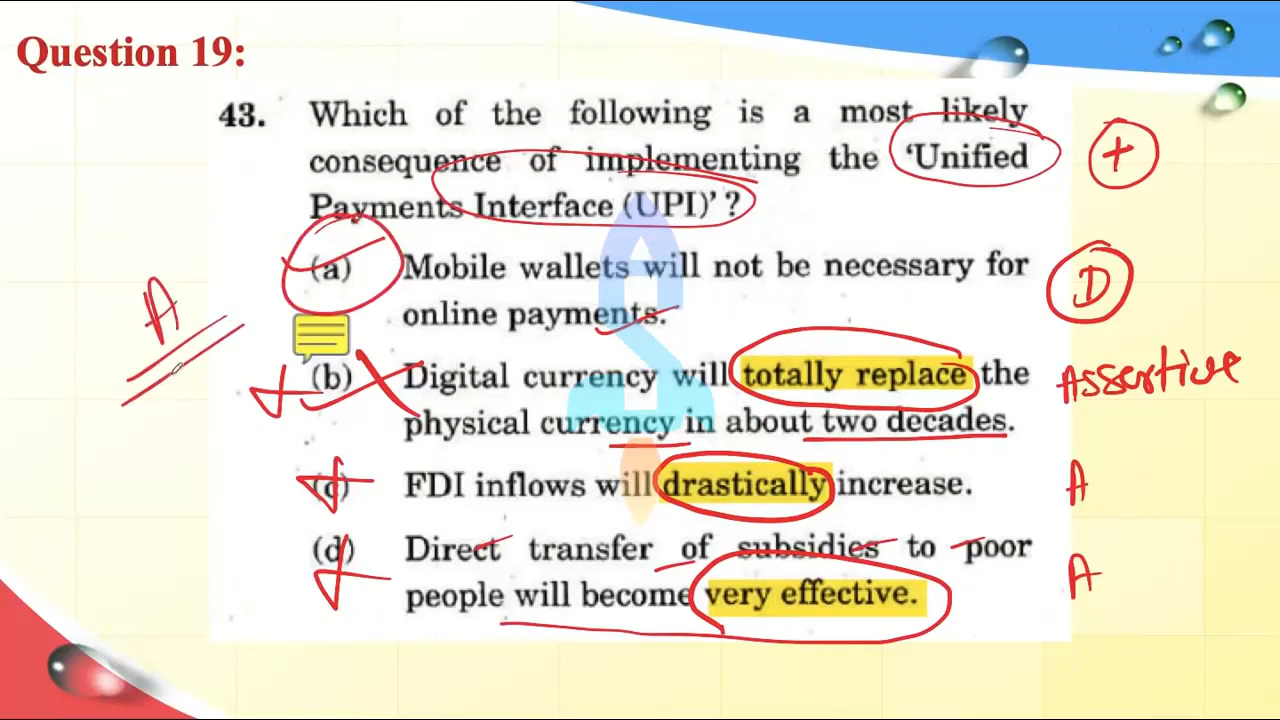 Question 19:
43. Which of the following is a most likely
consequence of implementing the ‘Unified
Payments Interface (UPI)’ ?
+
(a) Mobile wallets will not be necessary for
online payments.
D
A
(b) Digital currency will totally replace the
physical currency in about two decades.
Assertive
(c) FDI inflows will drastically increase.
A
(d) Direct transfer of subsidies to poor
people will become very effective.
A